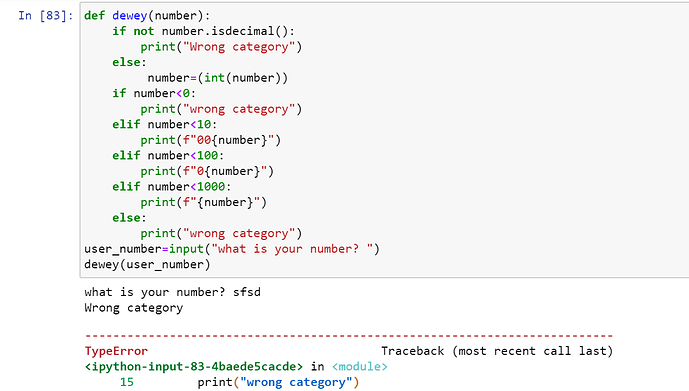 In [83]: def dewey(number):
    if not number.isdecimal():
        print("Wrong category")
    else:
         number=(int(number))
    if number<0:
        print("wrong category")
    elif number<10:
        print(f"00{number}")
    elif number<100:
        print(f"0{number}")
    elif number<1000:
        print(f"{number}")
    else:
        print("wrong category")
user_number=input("what is your number? ")
dewey(user_number)
what is your number? sfsd
Wrong category
---------------------------------------------------------------------------
TypeError                                 Traceback (most recent call last)
<ipython-input-83-4baede5cacde> in <module>
     15         print("wrong category")